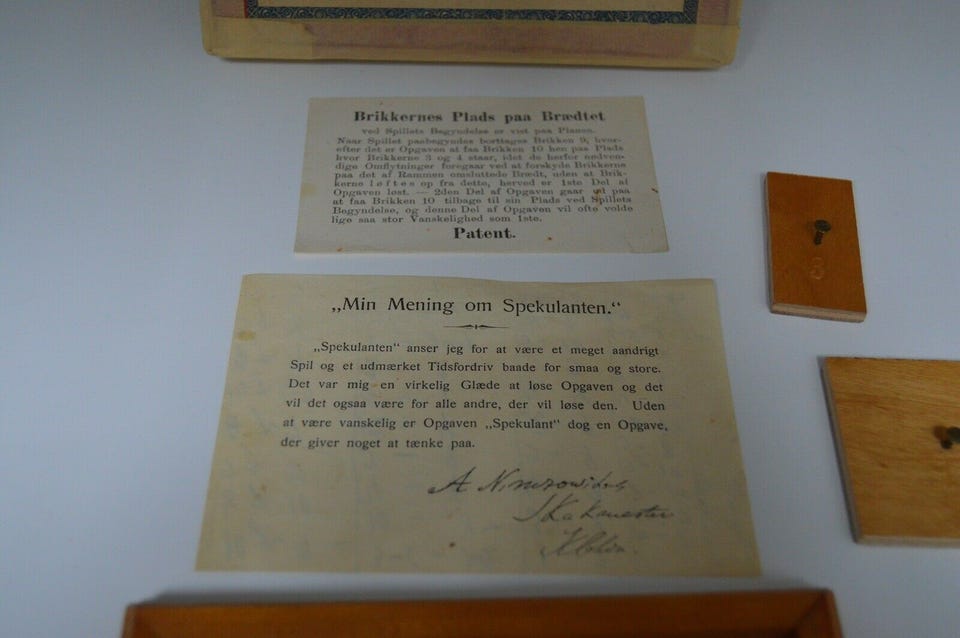 Brikkernes Plads paa Brædtet
ved Spillets Begyndelse er vist paa Planen.
Naar Spillet paabegyndes borttages Brikken 9, hvor-
efter det er Opgaven at faa Brikken 10 hen paa Plads
hvor Brikkerne 3 og 4 staar, idet de herfor nødven-
dige Omflytninger foregaar ved at forskyde Brikkerne
paa det af Rammen omsluttede Brædt, uden at Brik-
kerne løftes op fra dette, herved er 1ste Del af
Opgaven løst. — 2den Del af Opgaven gaar ud paa
at faa Brikken 10 tilbage til sin Plads ved Spillets
Begyndelse, og denne Del af Opgaven vil ofte volde
lige saa stor Vanskelighed som 1ste.
Patent.
8
„Min Mening om Spekulanten.“
„Spekulanten“ anser jeg for at være et meget aandrigt
Spil og et udmærket Tidsfordriv baade for smaa og store.
Det var mig en virkelig Glæde at løse Opgaven og det
vil det ogsaa være for alle andre, der vil løse den. Uden
at være vanskelig er Opgaven „Spekulant“ dog en Opgave,
der giver noget at tænke paa.
A Nimzowitsch
Skakmester